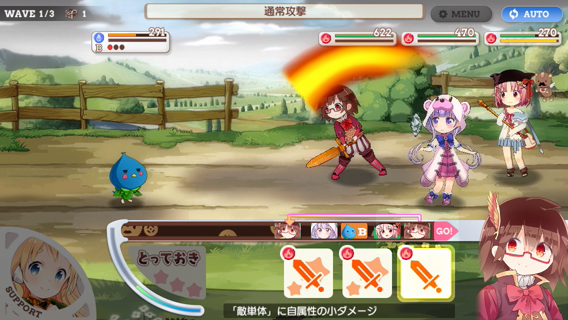 WAVE 1/3
1
通常攻撃
MENU
AUTO
291
B
622
470
270
B
GO!
とっておき
SUPPORT
「敵単体」に自属性の小ダメージ